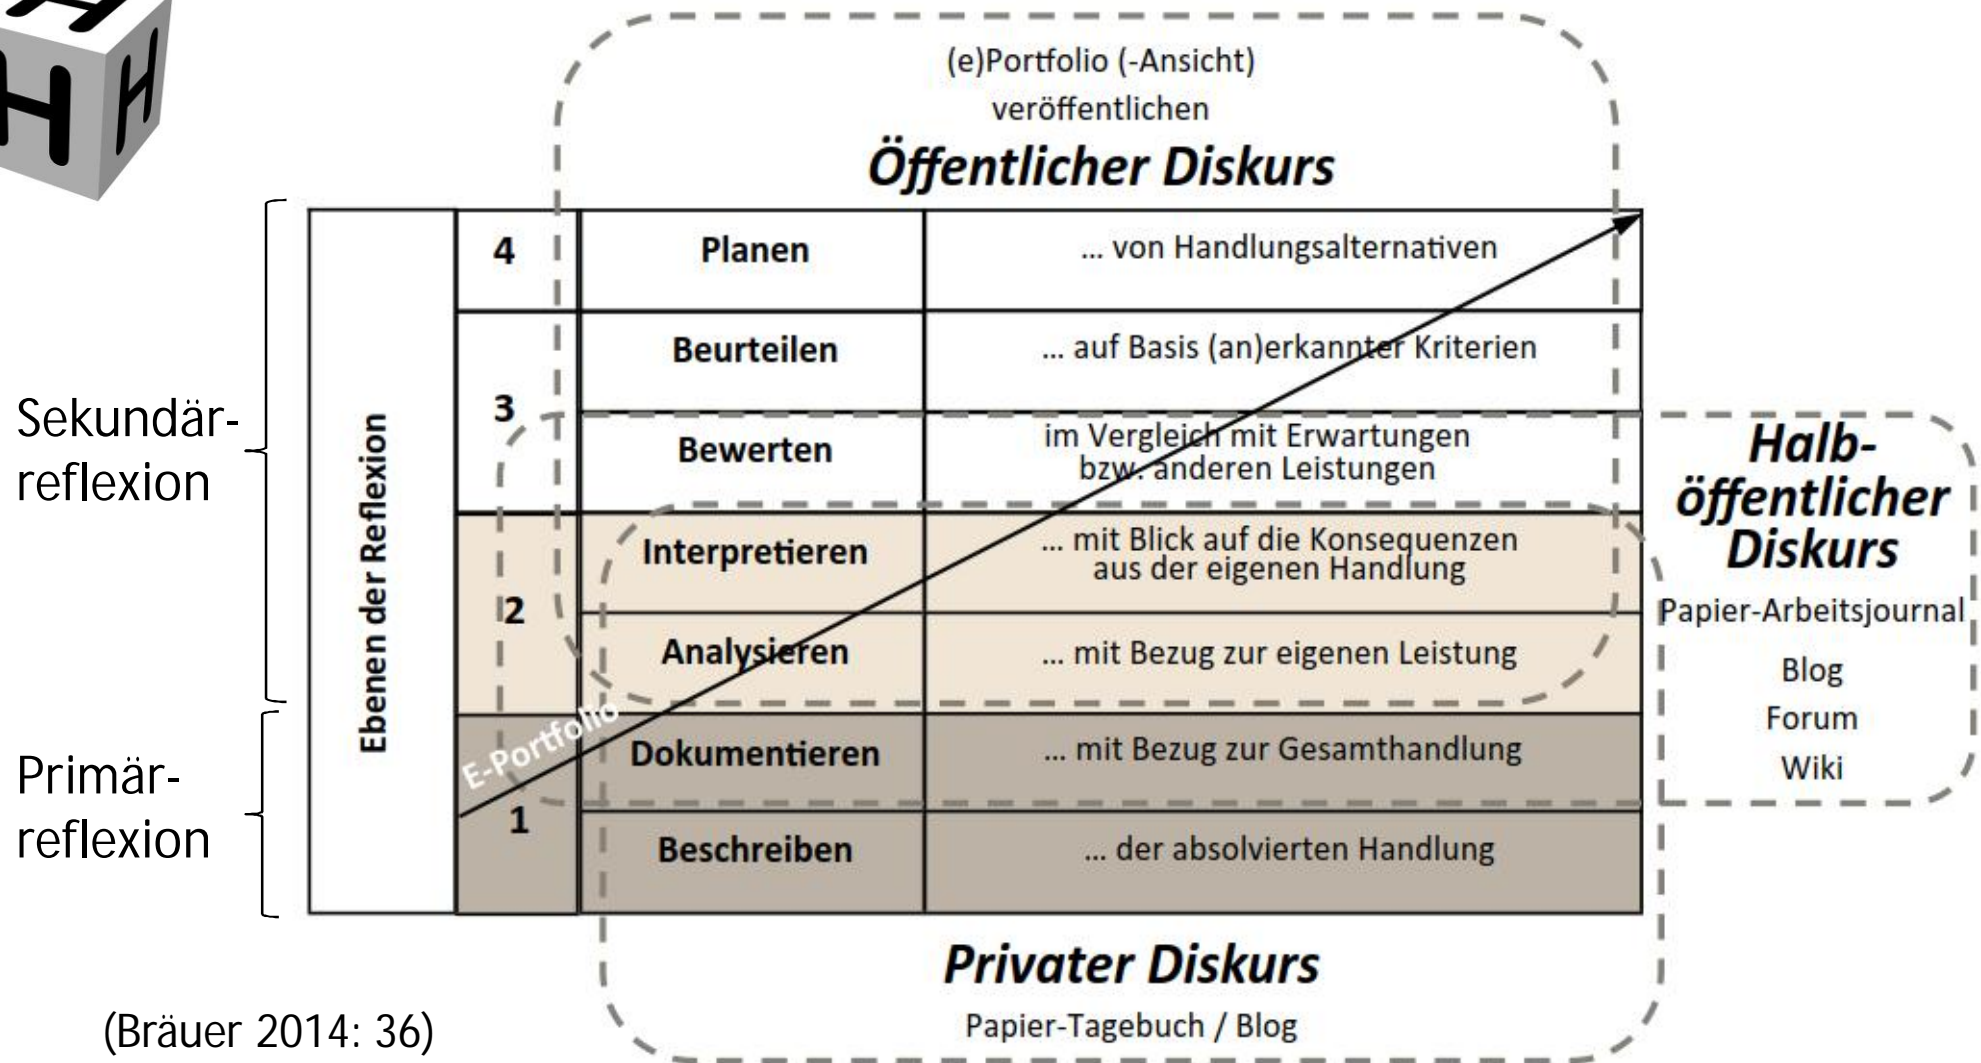 H
H
H
(e)Portfolio (-Ansicht)
veröffentlichen
Öffentlicher Diskurs
Sekundär-
reflexion
Primär-
reflexion
Ebenen der Reflexion
4
Planen
... von Handlungsalternativen
3
Beurteilen
... auf Basis (an)erkannter Kriterien
Bewerten
im Vergleich mit Erwartungen
bzw. anderen Leistungen
2
Interpretieren
... mit Blick auf die Konsequenzen
aus der eigenen Handlung
Analysieren
... mit Bezug zur eigenen Leistung
E-Portfolio
1
Dokumentieren
... mit Bezug zur Gesamthandlung
Beschreiben
... der absolvierten Handlung
Halb-
öffentlicher
Diskurs
Papier-Arbeitsjournal
Blog
Forum
Wiki
Privater Diskurs
Papier-Tagebuch / Blog
(Bräuer 2014: 36)